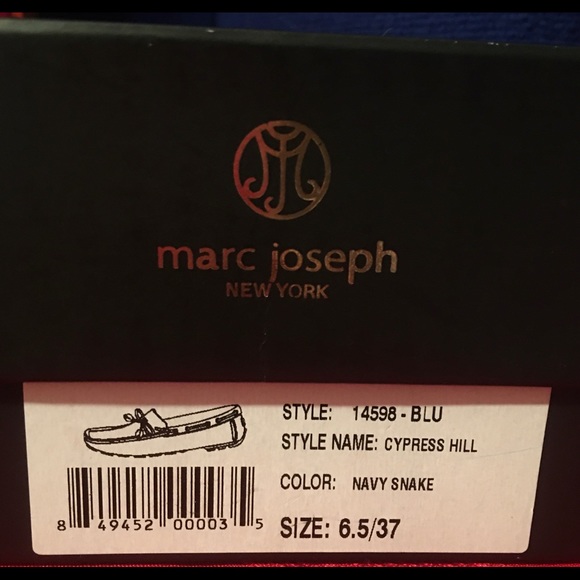 marc joseph
NEW YORK
STYLE: 14598-BLU
STYLE NAME: CYPRESS HILL
COLOR: NAVY SNAKE
SIZE: 6.5/37
8 49452 00003 5